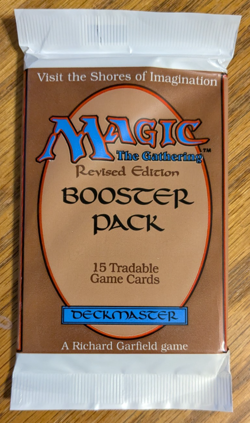 Visit the Shores of Imagination
MAGIC™
The Gathering
Revised Edition
BOOSTER
PACK
15 Tradable
Game Cards
DECKMASTER
A Richard Garfield game